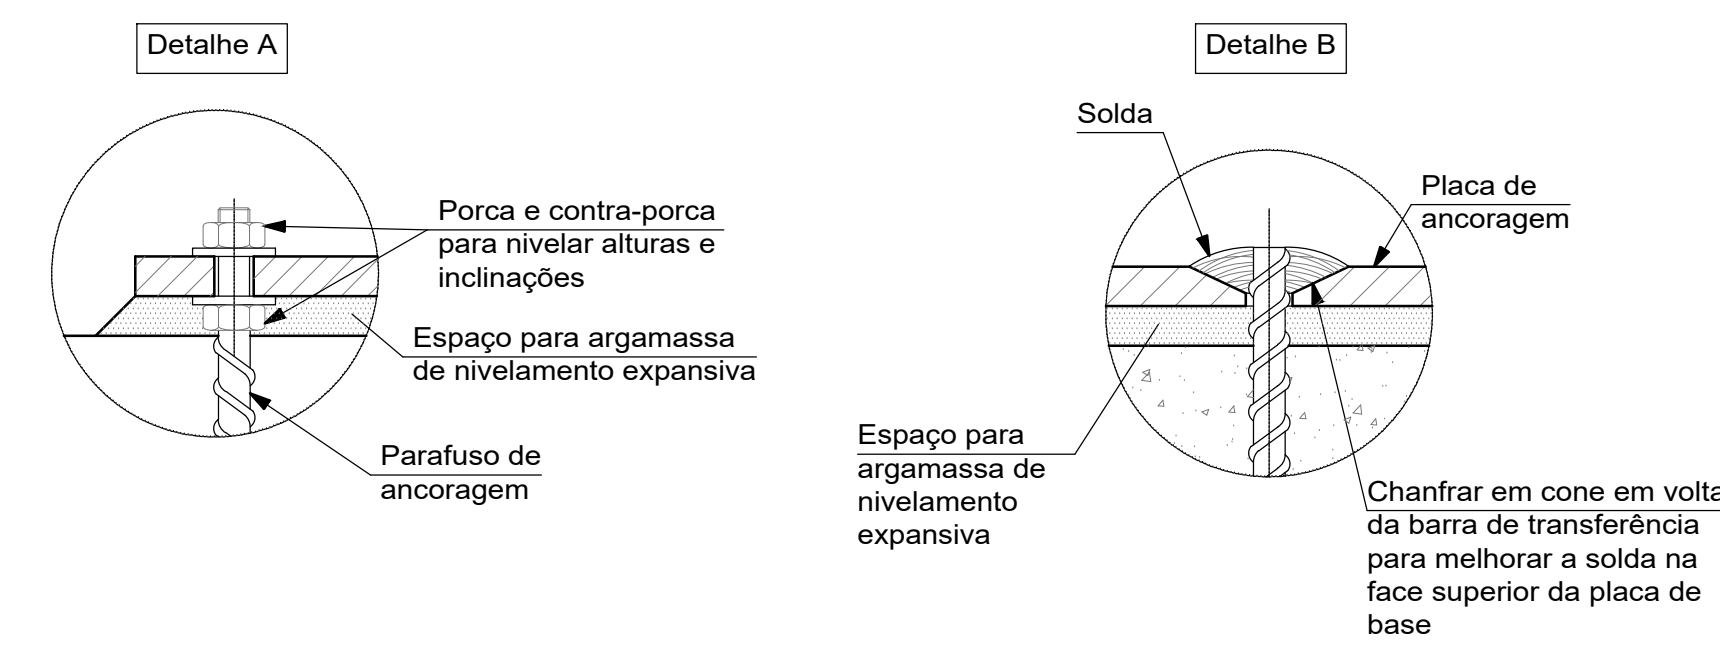 Detalhe A
Porca e contra-porca
para nivelar alturas e
inclinações
Espaço para argamassa
de nivelamento expansiva
Parafuso de
ancoragem
Detalhe B
Solda
Placa de
ancoragem
Espaço para
argamassa de
nivelamento
expansiva
Chanfrar em cone em volta
da barra de transferência
para melhorar a solda na
face superior da placa de
base